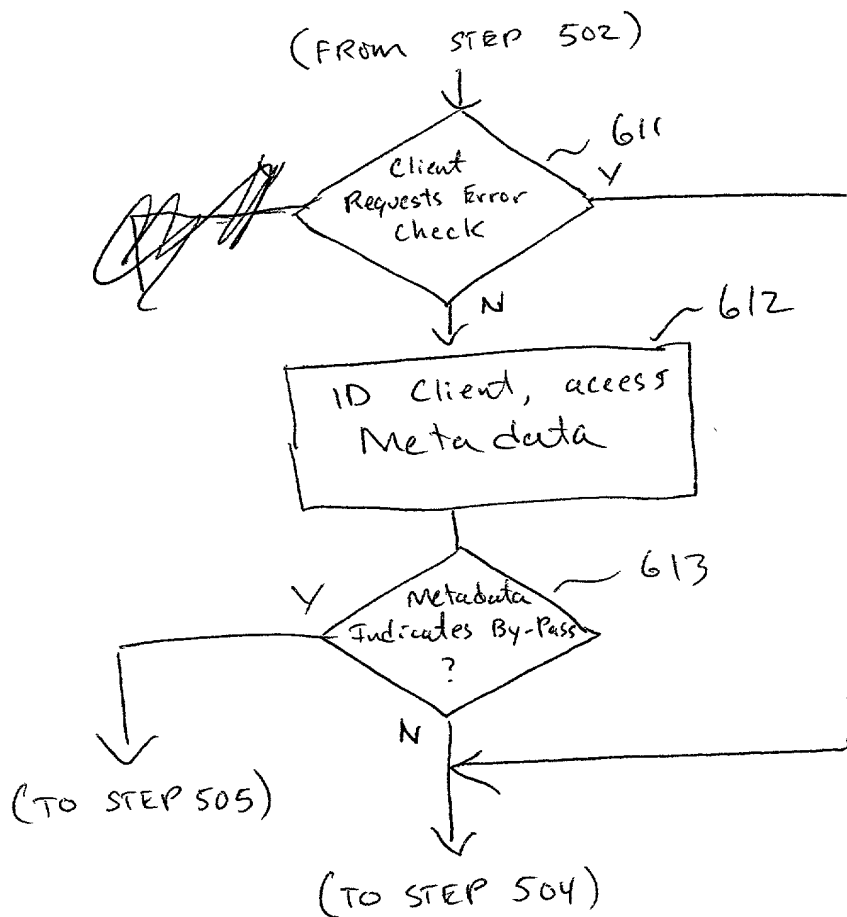 (FROM STEP 502)
611
Client
Requests Error
Check
Y
N
612
ID Client, access
Metadata
613
Y
Metadata
Indicates By-Pass
?
N
(TO STEP 505)
(TO STEP 504)